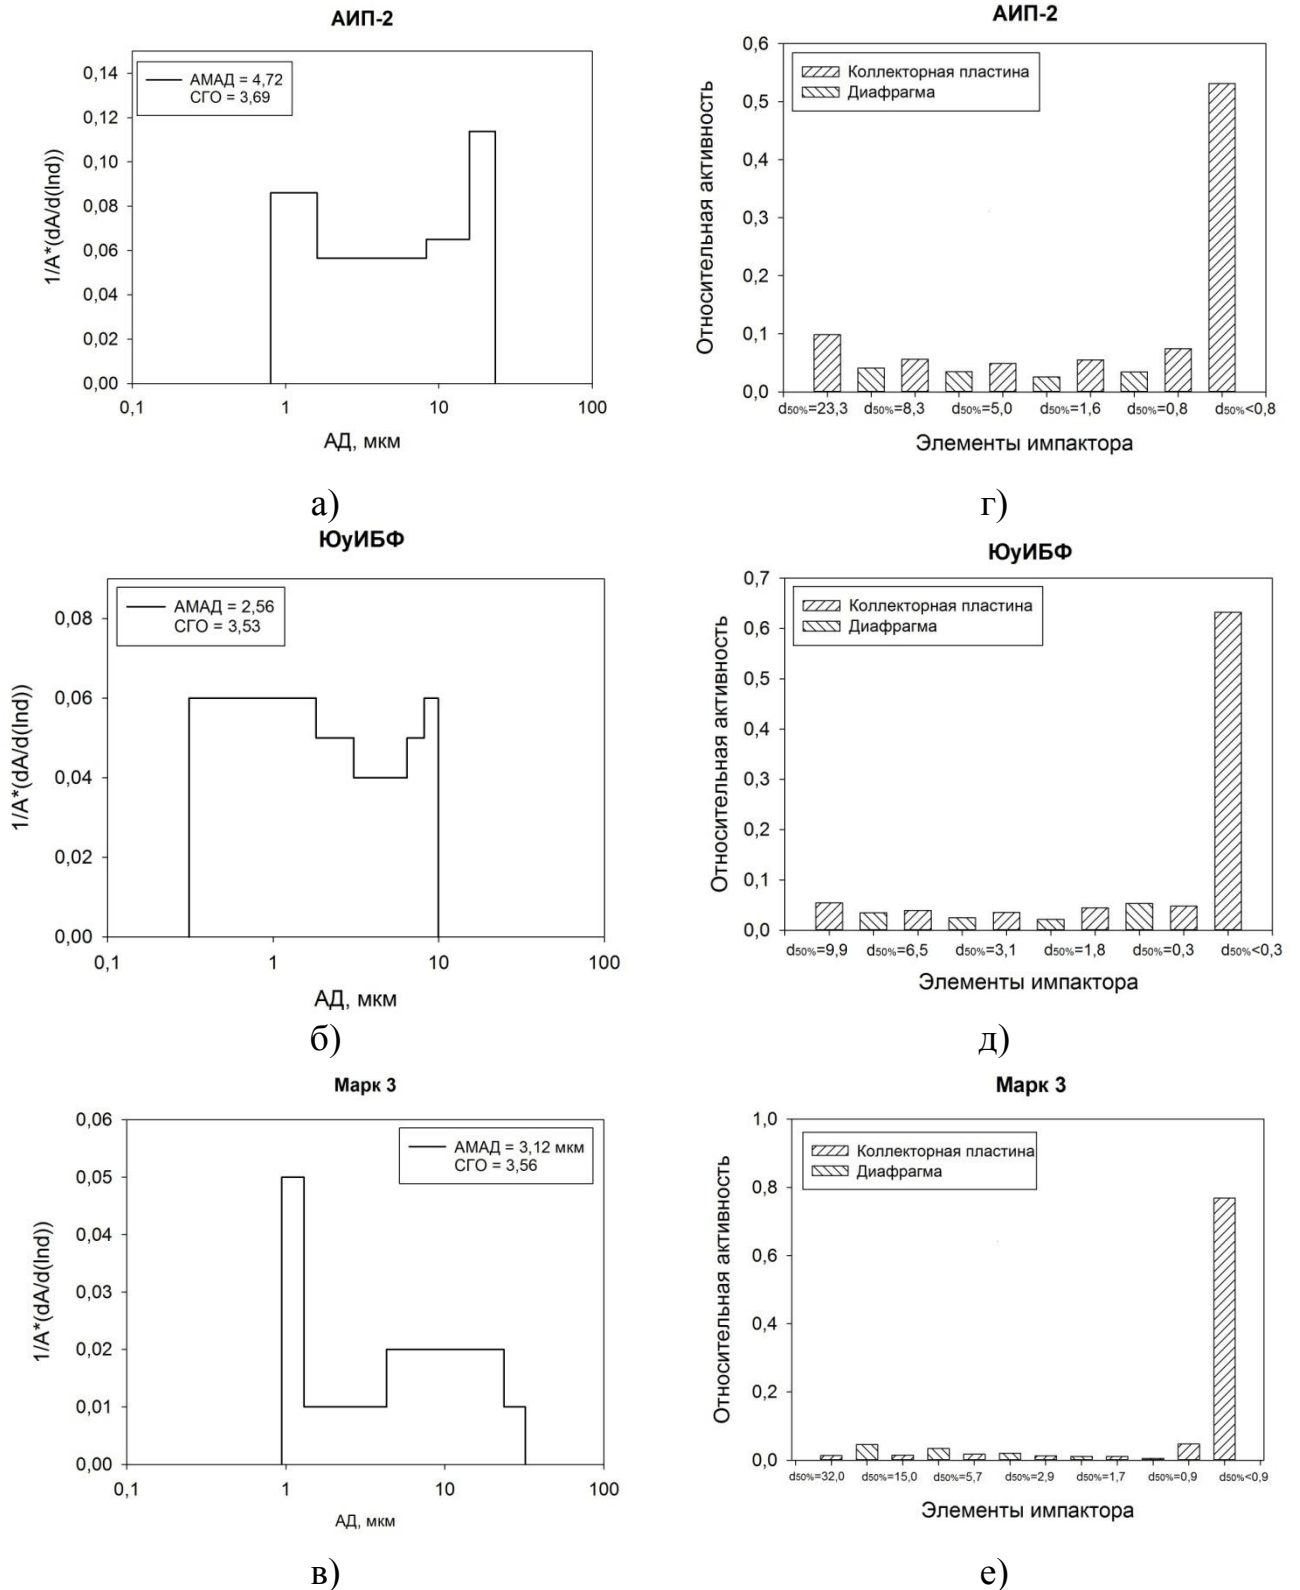 АИП-2
АМАД = 4,72
СГО = 3,69
1/A*(dA/d(lnd))
0,14
0,12
0,10
0,08
0,06
0,04
0,02
0,00
0,1 1 10 100
АД, мкм
а)
АИП-2
Коллекторная пластина
Диафрагма
Относительная активность
0,6
0,5
0,4
0,3
0,2
0,1
0,0
d50%=23,3 d50%=8,3 d50%=5,0 d50%=1,6 d50%=0,8 d50%<0,8
Элементы импактора
г)
ЮуИБФ
АМАД = 2,56
СГО = 3,53
1/A*(dA/d(lnd))
0,08
0,06
0,04
0,02
0,00
0,1 1 10 100
АД, мкм
б)
ЮуИБФ
Коллекторная пластина
Диафрагма
Относительная активность
0,7
0,6
0,5
0,4
0,3
0,2
0,1
0,0
d50%=9,9 d50%=6,5 d50%=3,1 d50%=1,8 d50%=0,3 d50%<0,3
Элементы импактора
д)
Марк 3
АМАД = 3,12 мкм
СГО = 3,56
1/A*(dA/d(lnd))
0,06
0,05
0,04
0,03
0,02
0,01
0,00
0,1 1 10 100
АД, мкм
в)
Марк 3
Коллекторная пластина
Диафрагма
Относительная активность
1,0
0,8
0,6
0,4
0,2
0,0
d50%=32,0 d50%=15,0 d50%=5,7 d50%=2,9 d50%=1,7 d50%=0,9 d50%<0,9
Элементы импактора
е)